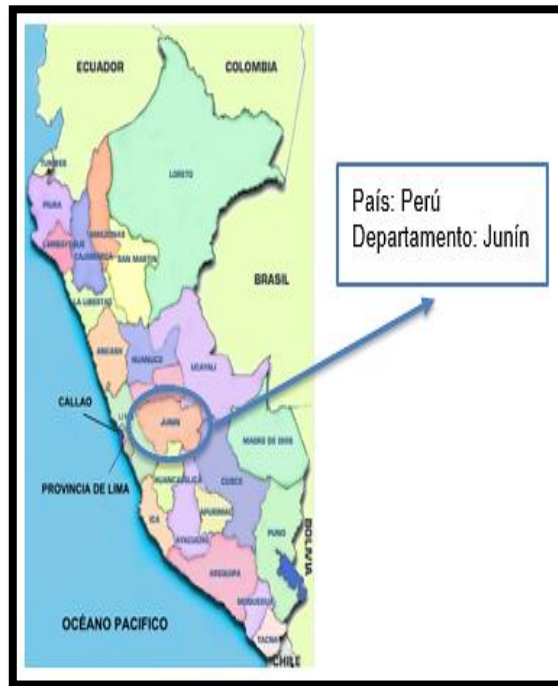 ECUADOR
COLOMBIA
TUMBES
LORETO
PIURA
AMAZONAS
LAMBAYEQUE
CAJAMARCA
SAN MARTIN
País: Perú
Departamento: Junín
BRASIL
LA LIBERTAD
ANCASH
HUANUCO
UCAYALI
CALLAO
JUNIN
MADRE DE DIOS
PROVINCIA DE LIMA
HUANCAVELICA
CUSCO
ICA
APURIMAC
AYACUCHO
PUNO
BOLIVIA
AREQUIPA
MOQUEGUA
OCÉANO PACIFICO
TACNA
CHILE